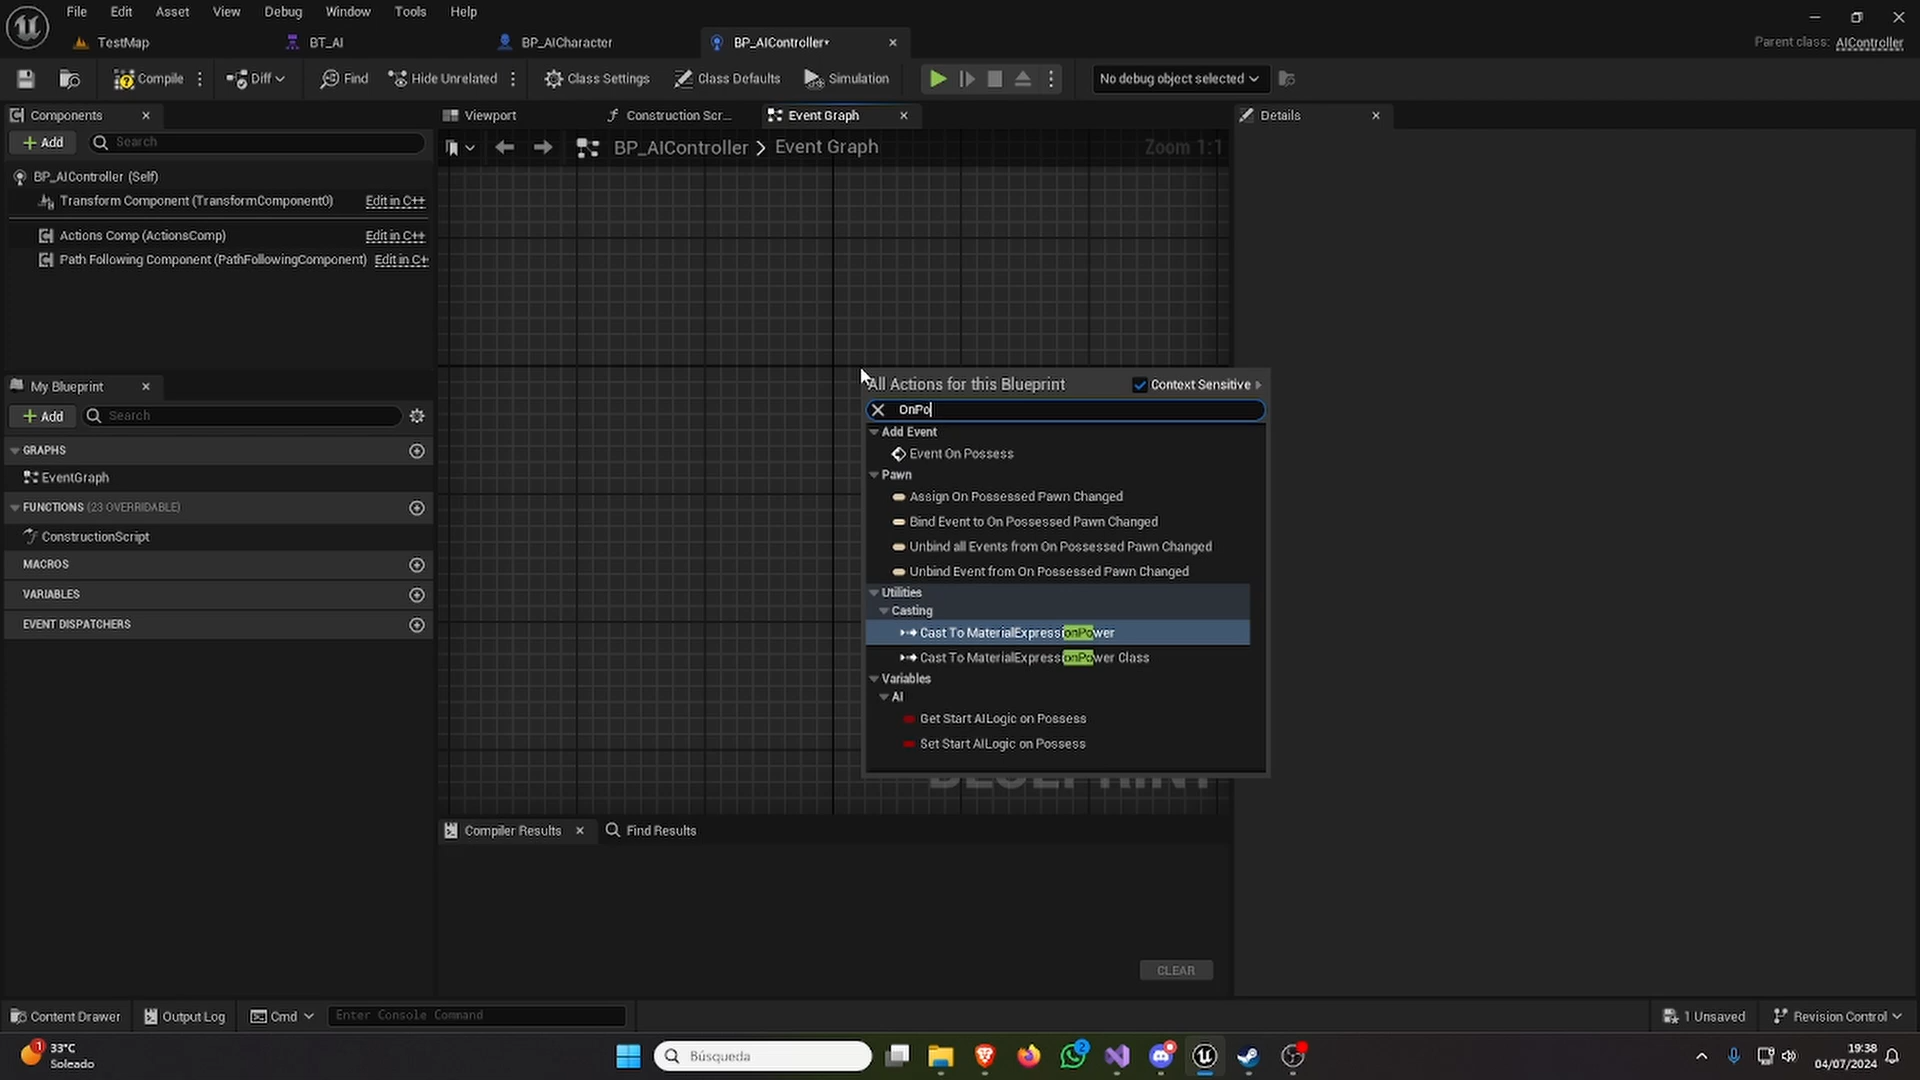 File Edit Asset View Debug Window Tools Help
TestMap BT_AI BP_AICharacter BP_AIController* Parent class: AIController
Compile Diff Find Hide Unrelated Class Settings Class Defaults Simulation No debug object selected
Components Viewport Construction Scr... Event Graph Details
Add Search
BP_AIController > Event Graph Zoom 1:1
BP_AIController (Self)
Transform Component (TransformComponent0) Edit in C++
Actions Comp (ActionsComp) Edit in C++
Path Following Component (PathFollowingComponent) Edit in C+
My Blueprint
Add Search
GRAPHS
EventGraph
FUNCTIONS (23 OVERRIDABLE)
ConstructionScript
MACROS
VARIABLES
EVENT DISPATCHERS
All Actions for this Blueprint Context Sensitive
OnPo
Add Event
Event On Possess
Pawn
Assign On Possessed Pawn Changed
Bind Event to On Possessed Pawn Changed
Unbind all Events from On Possessed Pawn Changed
Unbind Event from On Possessed Pawn Changed
Utilities
Casting
Cast To MaterialExpressionPower
Cast To MaterialExpressionPower Class
Variables
AI
Get Start AILogic on Possess
Set Start AILogic on Possess
BLUEPRINT
Compiler Results Find Results
CLEAR
Content Drawer Output Log Cmd Enter Console Command 1 Unsaved Revision Control
1 33°C
Soleado
Búsqueda
2
19:38
04/07/2024